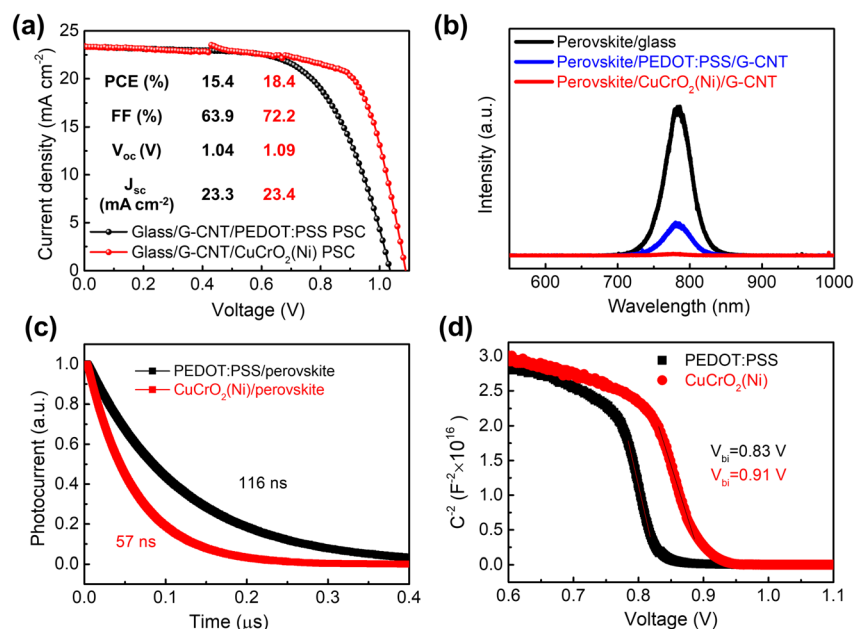 (a)
Current density (mA cm⁻²)
25
20
15
10
5
0
PCE (%) 15.4 18.4
FF (%) 63.9 72.2
Voc (V) 1.04 1.09
Jsc
(mA cm⁻²) 23.3 23.4
Glass/G-CNT/PEDOT:PSS PSC
Glass/G-CNT/CuCrO₂(Ni) PSC
0.0 0.2 0.4 0.6 0.8 1.0
Voltage (V)
(b)
Intensity (a.u.)
Perovskite/glass
Perovskite/PEDOT:PSS/G-CNT
Perovskite/CuCrO₂(Ni)/G-CNT
600 700 800 900 1000
Wavelength (nm)
(c)
Photocurrent (a.u.)
1.0
0.8
0.6
0.4
0.2
0.0
PEDOT:PSS/perovskite
CuCrO₂(Ni)/perovskite
116 ns
57 ns
0.0 0.1 0.2 0.3 0.4
Time (μs)
(d)
C⁻² (F⁻²×10¹⁶)
3.0
2.5
2.0
1.5
1.0
0.5
0.0
PEDOT:PSS
CuCrO₂(Ni)
Vbi=0.83 V
Vbi=0.91 V
0.6 0.7 0.8 0.9 1.0 1.1
Voltage (V)